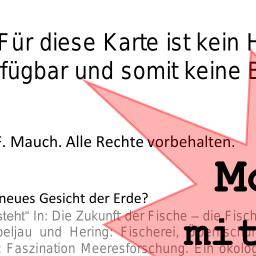 Für diese Karte ist kein H
fügbar und somit keine B
F. Mauch. Alle Rechte vorbehalten.
Mo
neues Gesicht der Erde?
steht“ In: Die Zukunft der Fische – die Fisch
beljau und Hering: Fischerei,
mit
: Faszination Meeresforschung. Ein ökolog